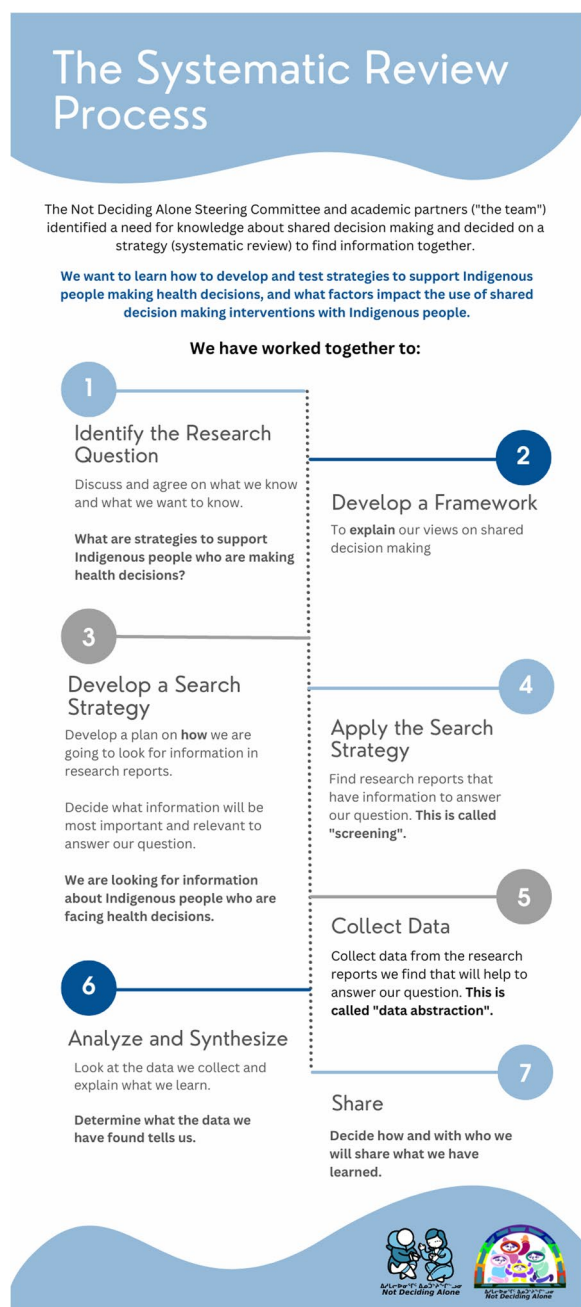 The Systematic Review
Process
The Not Deciding Alone Steering Committee and academic partners ("the team")
identified a need for knowledge about shared decision making and decided on a
strategy (systematic review) to find information together.
We want to learn how to develop and test strategies to support Indigenous
people making health decisions, and what factors impact the use of shared
decision making interventions with Indigenous people.
We have worked together to:
1
Identify the Research
Question
Discuss and agree on what we know
and what we want to know.
What are strategies to support
Indigenous people who are making
health decisions?
2
Develop a Framework
To explain our views on shared
decision making
3
Develop a Search
Strategy
Develop a plan on how we are
going to look for information in
research reports.
Decide what information will be
most important and relevant to
answer our question.
We are looking for information
about Indigenous people who are
facing health decisions.
4
Apply the Search
Strategy
Find research reports that
have information to answer
our question. This is called
"screening".
5
Collect Data
Collect data from the research
reports we find that will help to
answer our question. This is
called "data abstraction".
6
Analyze and Synthesize
Look at the data we collect and
explain what we learn.
Determine what the data we
have found tells us.
7
Share
Decide how and with who we
will share what we have
learned.
Not Deciding Alone
Not Deciding Alone